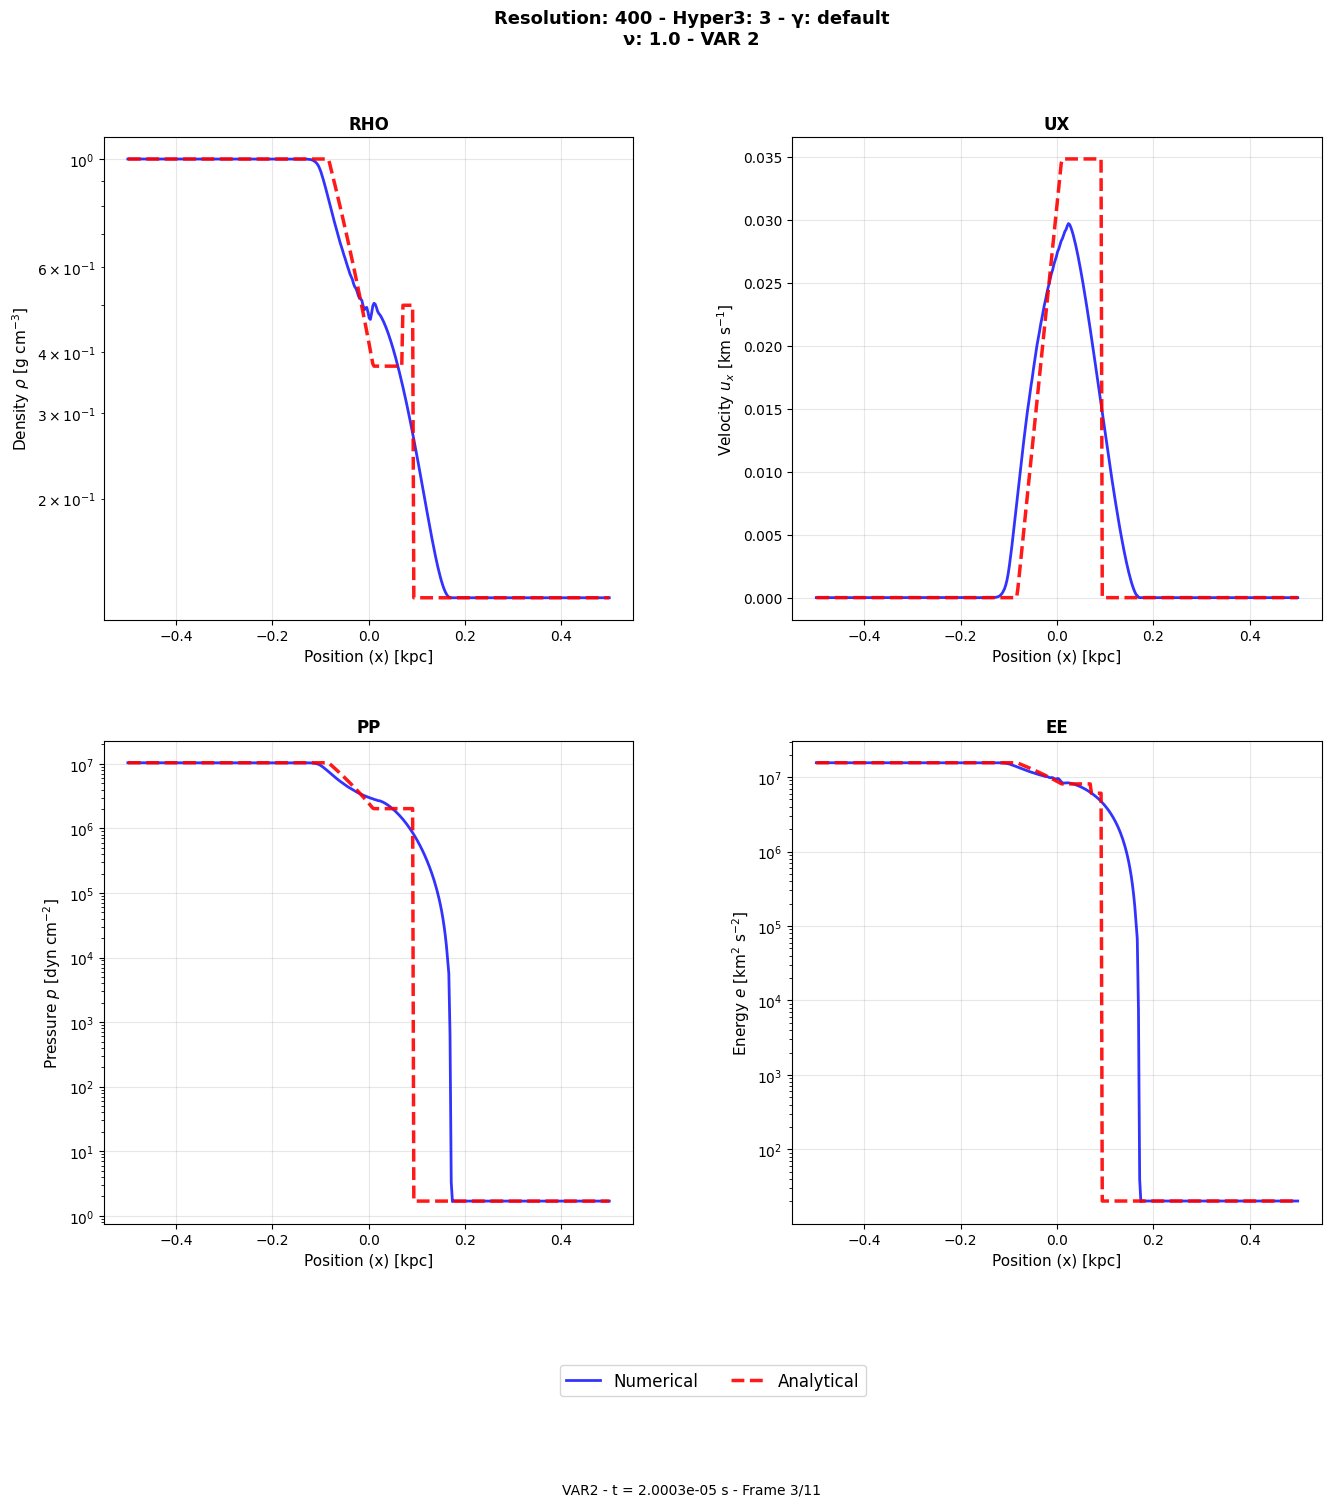 Resolution: 400 - Hyper3: 3 - γ: default
ν: 1.0 - VAR 2
RHO
Density ρ [g cm⁻³]
10⁰
6 × 10⁻¹
4 × 10⁻¹
3 × 10⁻¹
2 × 10⁻¹
−0.4 −0.2 0.0 0.2 0.4
Position (x) [kpc]
UX
Velocity uₓ [km s⁻¹]
0.035
0.030
0.025
0.020
0.015
0.010
0.005
0.000
−0.4 −0.2 0.0 0.2 0.4
Position (x) [kpc]
PP
Pressure p [dyn cm⁻²]
10⁷
10⁶
10⁵
10⁴
10³
10²
10¹
10⁰
−0.4 −0.2 0.0 0.2 0.4
Position (x) [kpc]
EE
Energy e [km² s⁻²]
10⁷
10⁶
10⁵
10⁴
10³
10²
−0.4 −0.2 0.0 0.2 0.4
Position (x) [kpc]
Numerical Analytical
VAR2 - t = 2.0003e-05 s - Frame 3/11